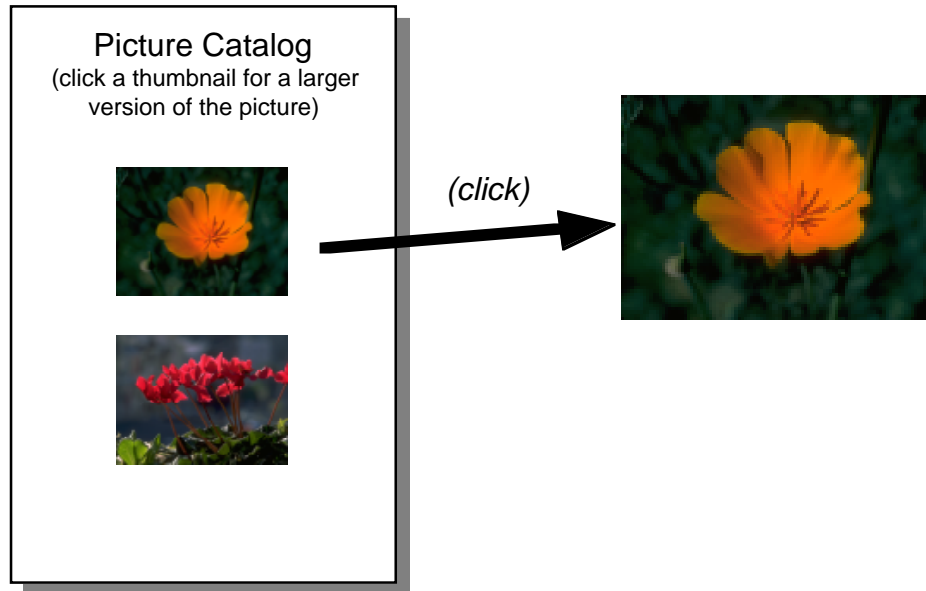 Picture Catalog
(click a thumbnail for a larger
version of the picture)
(click)